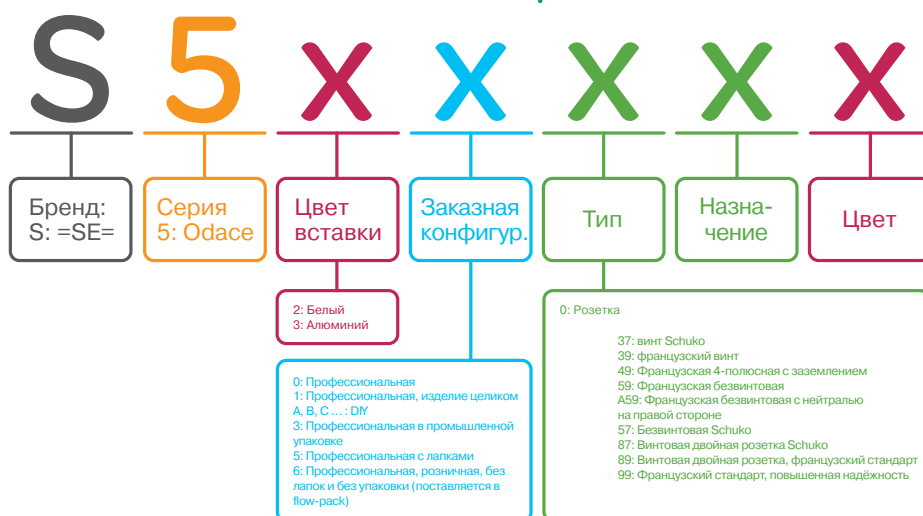 S 5 X X X X X
Бренд:
S: =SE=
Серия
5: Odace
Цвет
вставки
Заказная
конфигур.
Тип
Назна-
чение
Цвет
2: Белый
3: Алюминий
0: Профессиональная
1: Профессиональная, изделие целиком
A, B, C ... : DIY
3: Профессиональная в промышленной
упаковке
5: Профессиональная с лапками
6: Профессиональная, розничная, без
лапок и без упаковки (поставляется в
flow-pack)
0: Розетка
37: винт Schuko
39: французский винт
49: Французская 4-полюсная с заземлением
59: Французская безвинтовая
A59: Французская безвинтовая с нейтралью
на правой стороне
57: Безвинтовая Schuko
87: Винтовая двойная розетка Schuko
89: Винтовая двойная розетка, французский стандарт
99: Французский стандарт, повышенная надёжность